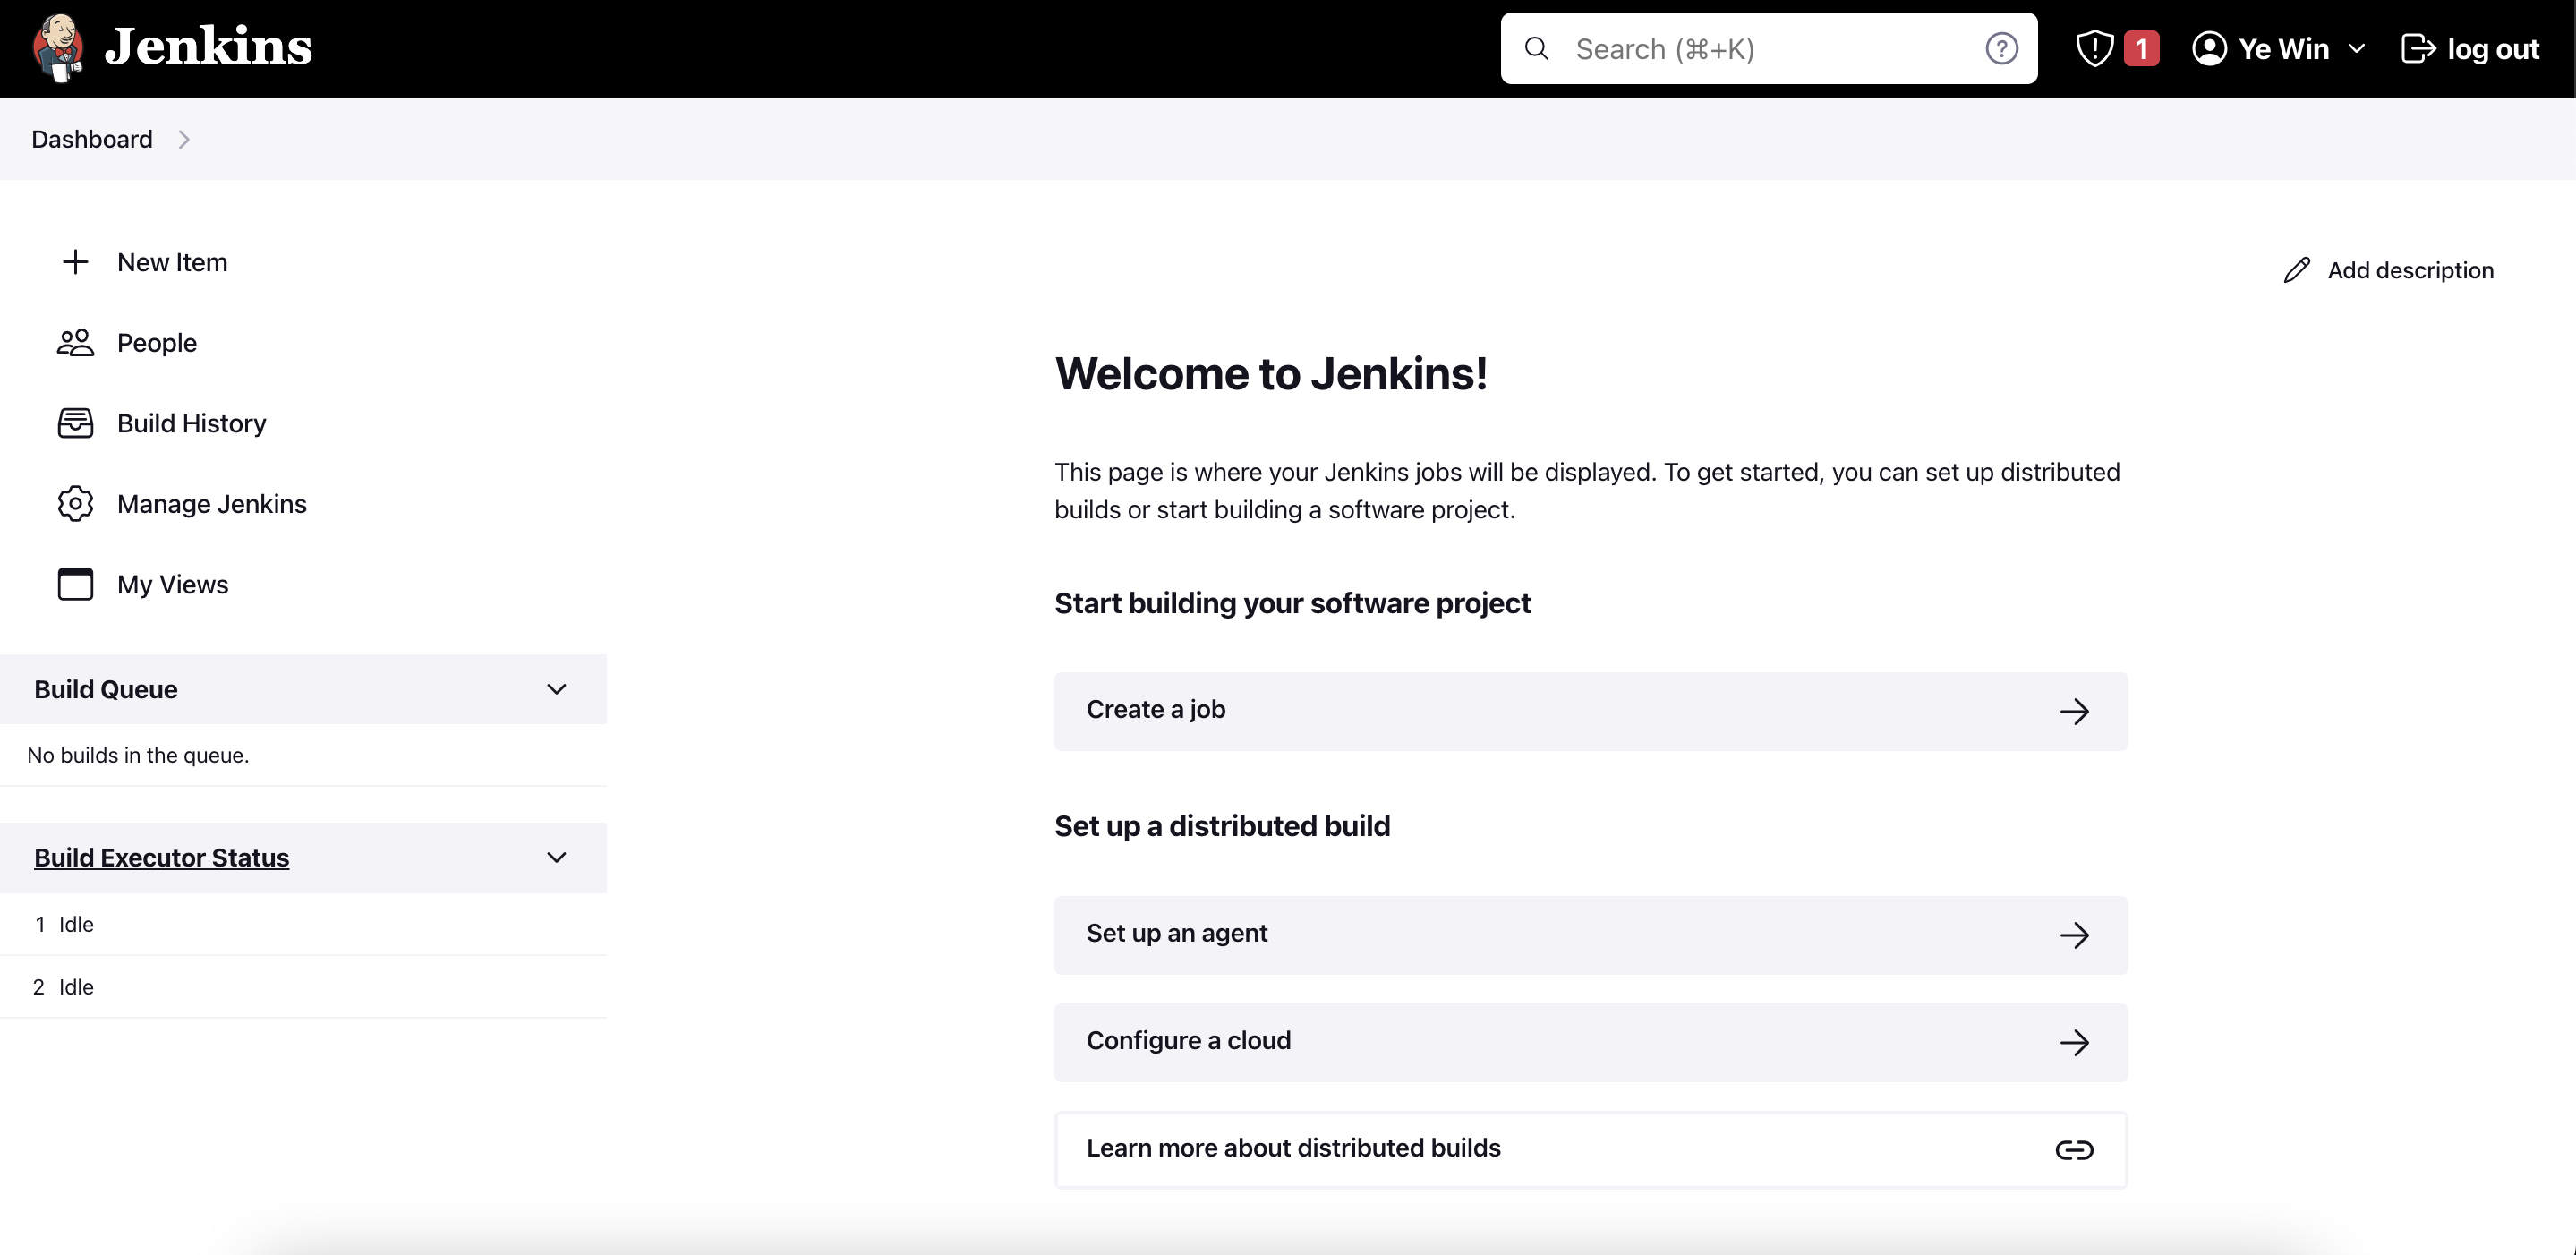 Jenkins
Search (⌘+K)
1
Ye Win
log out
Dashboard
New Item
People
Build History
Manage Jenkins
My Views
Build Queue
No builds in the queue.
Build Executor Status
1 Idle
2 Idle
Add description
Welcome to Jenkins!
This page is where your Jenkins jobs will be displayed. To get started, you can set up distributed
builds or start building a software project.
Start building your software project
Create a job
Set up a distributed build
Set up an agent
Configure a cloud
Learn more about distributed builds